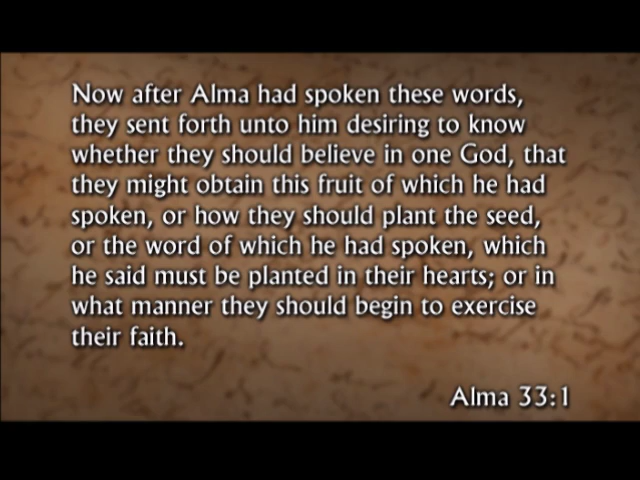 Now after Alma had spoken these words,
they sent forth unto him desiring to know
whether they should believe in one God, that
they might obtain this fruit of which he had
spoken, or how they should plant the seed,
or the word of which he had spoken, which
he said must be planted in their hearts; or in
what manner they should begin to exercise
their faith.
Alma 33:1